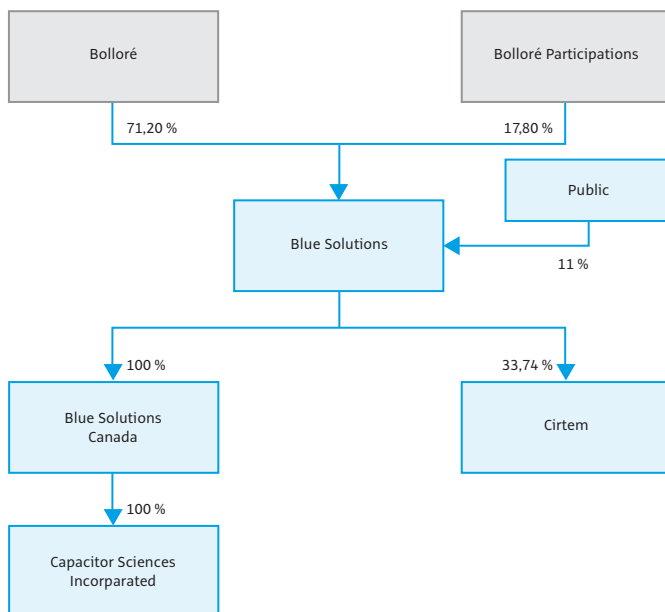 Bolloré
Bolloré Participations
71,20 %
17,80 %
Public
Blue Solutions
11 %
100 %
33,74 %
Blue Solutions
Canada
Cirtem
100 %
Capacitor Sciences
Incorparated